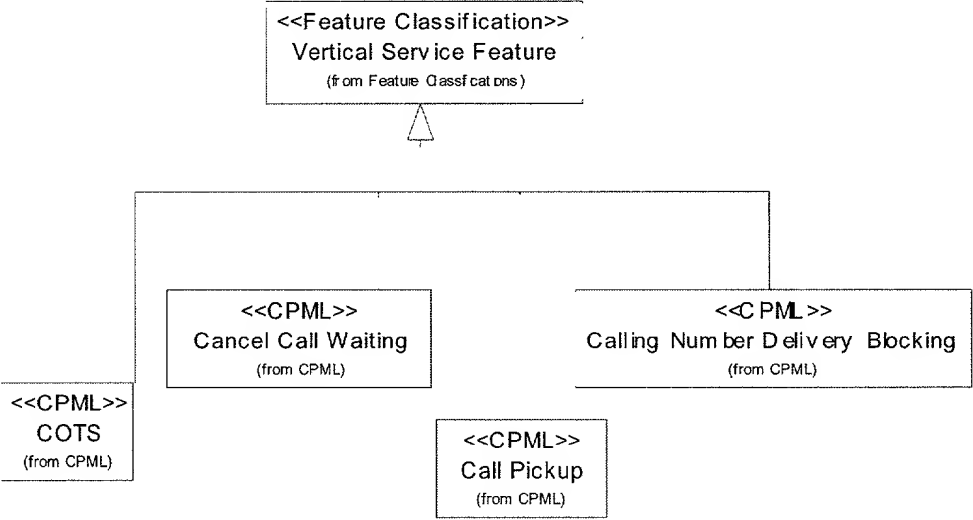 <<Feature Classification>>
Vertical Service Feature
(from Feature Classifications)
<<CPML>>
Cancel Call Waiting
(from CPML)
<<CPML>>
Calling Number Delivery Blocking
(from CPML)
<<CPML>>
COTS
(from CPML)
<<CPML>>
Call Pickup
(from CPML)